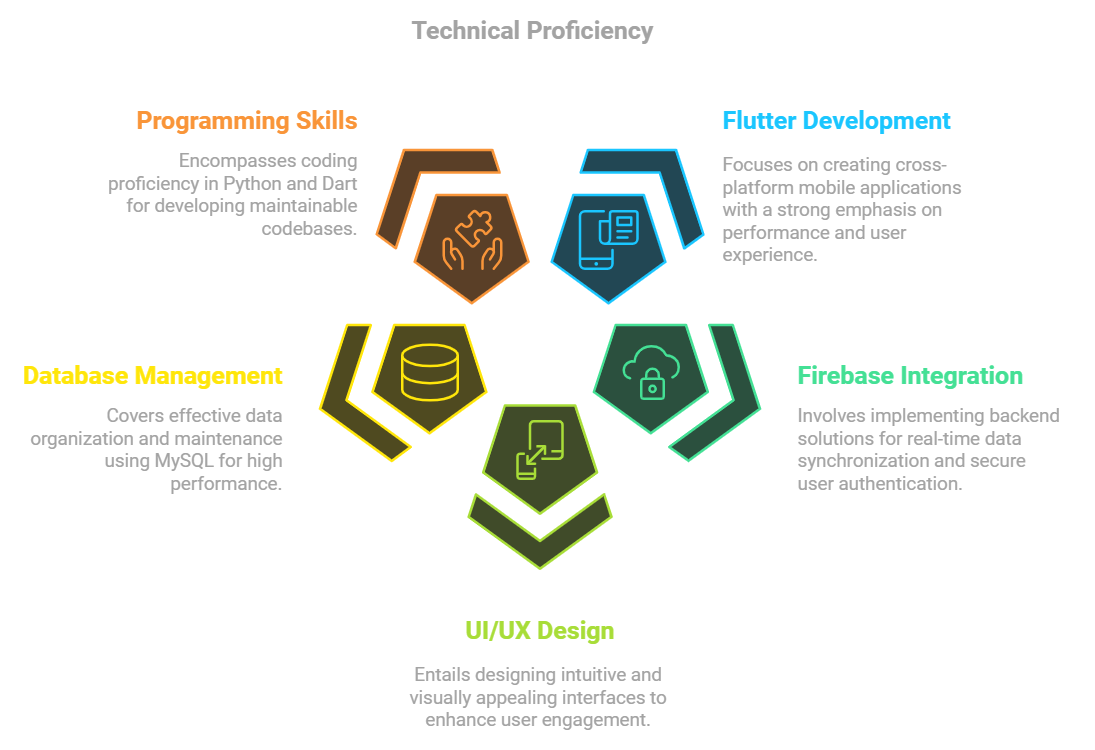 Technical Proficiency
Programming Skills
Encompasses coding
proficiency in Python and Dart
for developing maintainable
codebases.
Flutter Development
Focuses on creating cross-
platform mobile applications
with a strong emphasis on
performance and user
experience.
Database Management
Covers effective data
organization and maintenance
using MySQL for high
performance.
Firebase Integration
Involves implementing backend
solutions for real-time data
synchronization and secure
user authentication.
UI/UX Design
Entails designing intuitive and
visually appealing interfaces to
enhance user engagement.